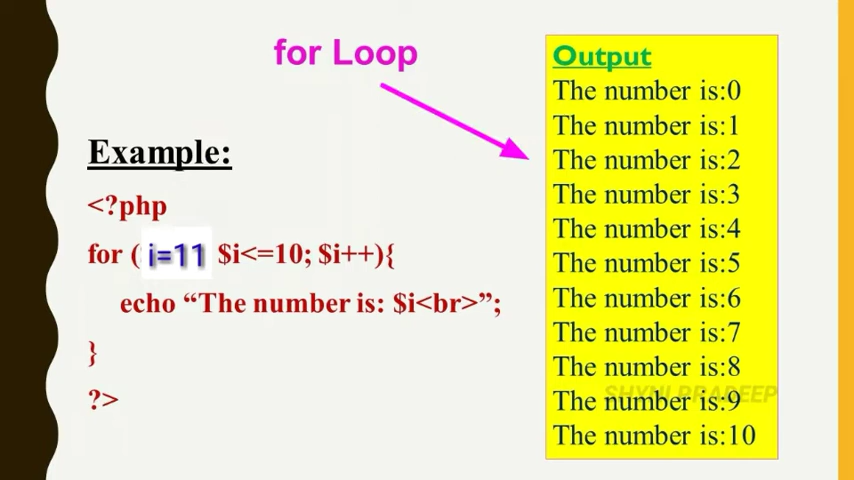 for Loop
Example:
<?php
for ( i=11 $i<=10; $i++){
echo “The number is: $i<br>”;
}
?>
Output
The number is:0
The number is:1
The number is:2
The number is:3
The number is:4
The number is:5
The number is:6
The number is:7
The number is:8
The number is:9
The number is:10
SHYNI PRADEEP